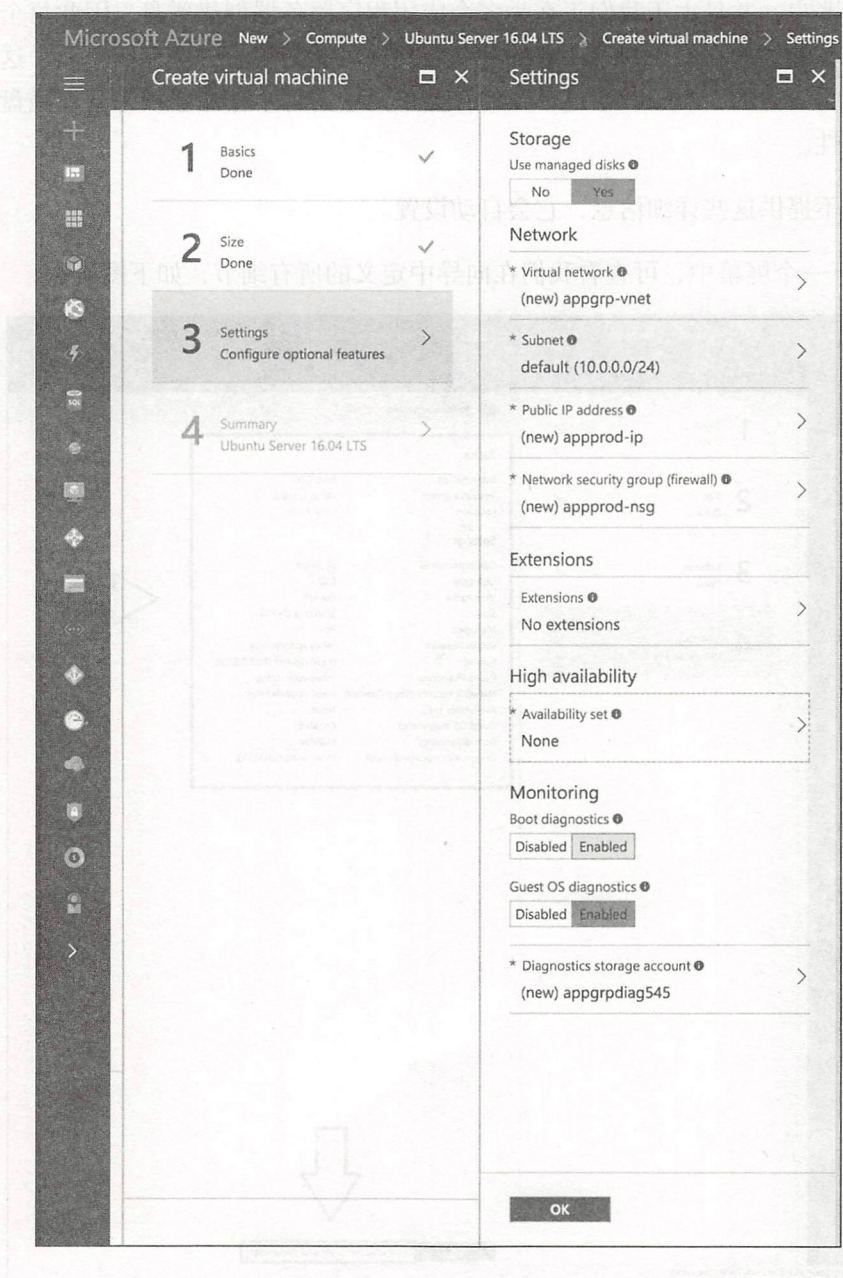 Microsoft Azure New > Compute > Ubuntu Server 16.04 LTS > Create virtual machine > Settings
Create virtual machine
1
Basics
Done
2
Size
Done
3
Settings
Configure optional features
4
Summary
Ubuntu Server 16.04 LTS
Settings
Storage
Use managed disks
No Yes
Network
* Virtual network
(new) appgrp-vnet
* Subnet
default (10.0.0.0/24)
* Public IP address
(new) appprod-ip
* Network security group (firewall)
(new) appprod-nsg
Extensions
Extensions
No extensions
High availability
* Availability set
None
Monitoring
Boot diagnostics
Disabled Enabled
Guest OS diagnostics
Disabled Enabled
* Diagnostics storage account
(new) appgrpdiag545
OK